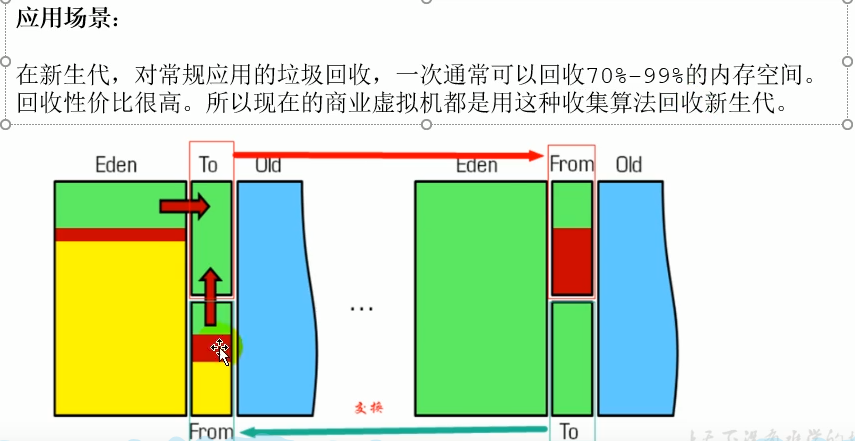 应用场景：
在新生代，对常规应用的垃圾回收，一次通常可以回收70%-99%的内存空间。
回收性价比很高。所以现在的商业虚拟机都是用这种收集算法回收新生代。
Eden To Old Eden From Old
...
交换
From To